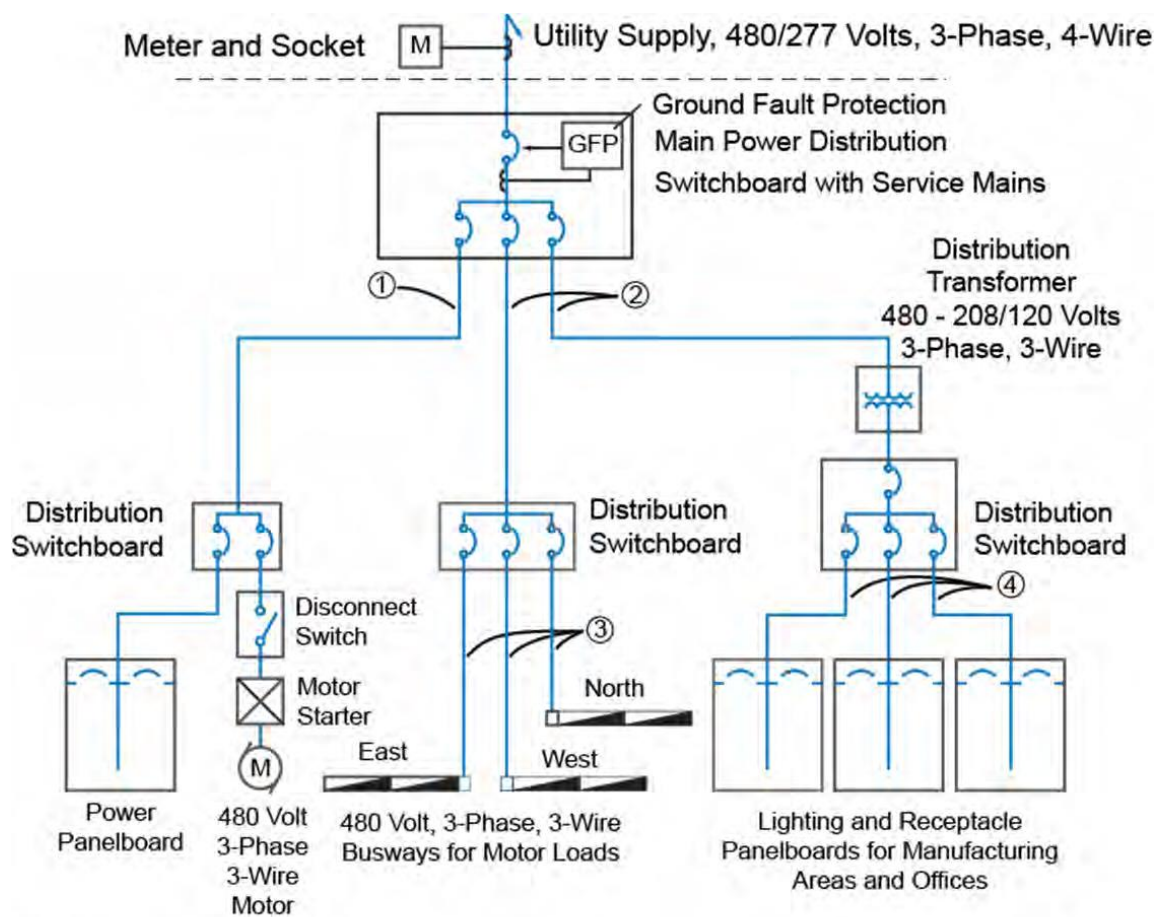 Meter and Socket
M
Utility Supply, 480/277 Volts, 3-Phase, 4-Wire
Ground Fault Protection
GFP
Main Power Distribution
Switchboard with Service Mains
1
2
Distribution
Transformer
480 - 208/120 Volts
3-Phase, 3-Wire
Distribution
Switchboard
Distribution
Switchboard
Distribution
Switchboard
Disconnect
Switch
3
4
Motor
Starter
North
M
East
West
Power
Panelboard
480 Volt
3-Phase
3-Wire
Motor
480 Volt, 3-Phase, 3-Wire
Busways for Motor Loads
Lighting and Receptacle
Panelboards for Manufacturing
Areas and Offices